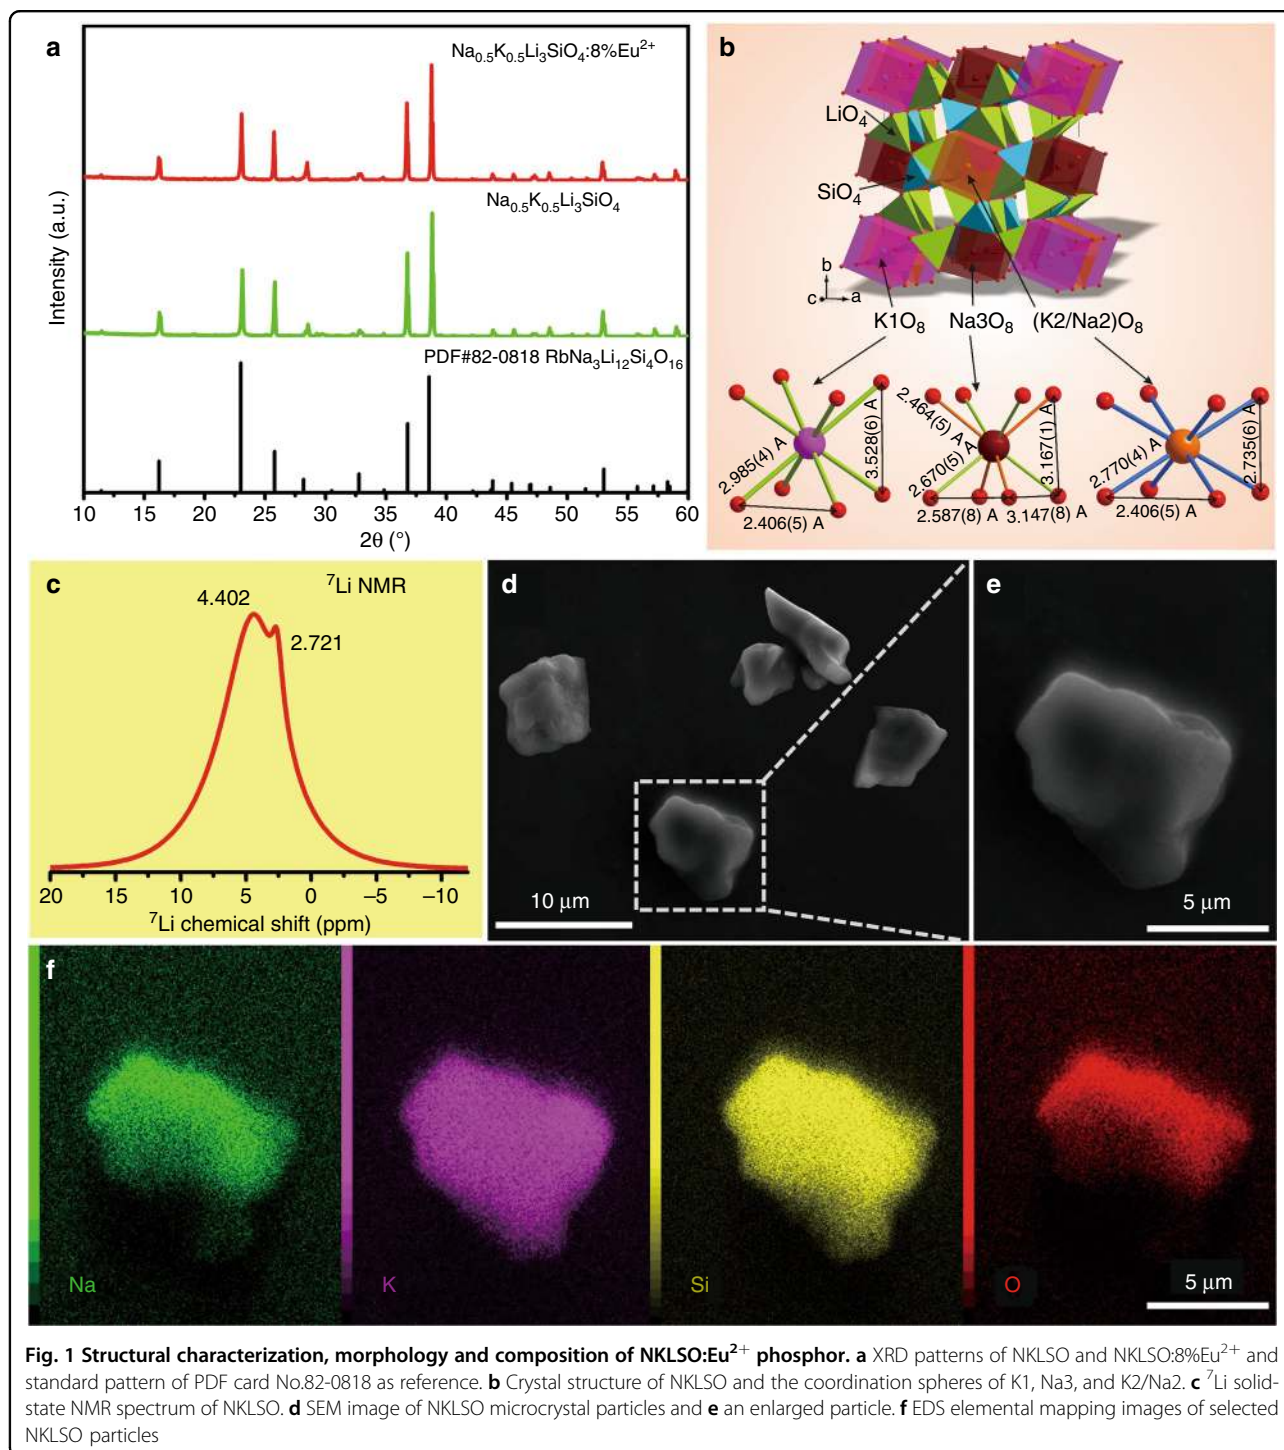 a
Na₀.₅K₀.₅Li₃SiO₄:8%Eu²⁺
Na₀.₅K₀.₅Li₃SiO₄
PDF#82-0818 RbNa₃Li₁₂Si₄O₁₆
Intensity (a.u.)
10 15 20 25 30 35 40 45 50 55 60
2θ (°)
b
LiO₄
SiO₄
b
c a
K1O₈ Na3O₈ (K2/Na2)O₈
2.985(4) A
3.528(6) A
2.406(5) A
2.464(5) A
2.670(5) A
3.167(1) A
2.587(8) A
3.147(8) A
2.770(4) A
2.735(6) A
2.406(5) A
c
⁷Li NMR
4.402
2.721
20 15 10 5 0 –5 –10
⁷Li chemical shift (ppm)
d
10 μm
e
5 μm
f
Na
K
Si
O
5 μm
Fig. 1 Structural characterization, morphology and composition of NKLSO:Eu²⁺ phosphor. a XRD patterns of NKLSO and NKLSO:8%Eu²⁺ and
standard pattern of PDF card No.82-0818 as reference. b Crystal structure of NKLSO and the coordination spheres of K1, Na3, and K2/Na2. c ⁷Li solid-
state NMR spectrum of NKLSO. d SEM image of NKLSO microcrystal particles and e an enlarged particle. f EDS elemental mapping images of selected
NKLSO particles